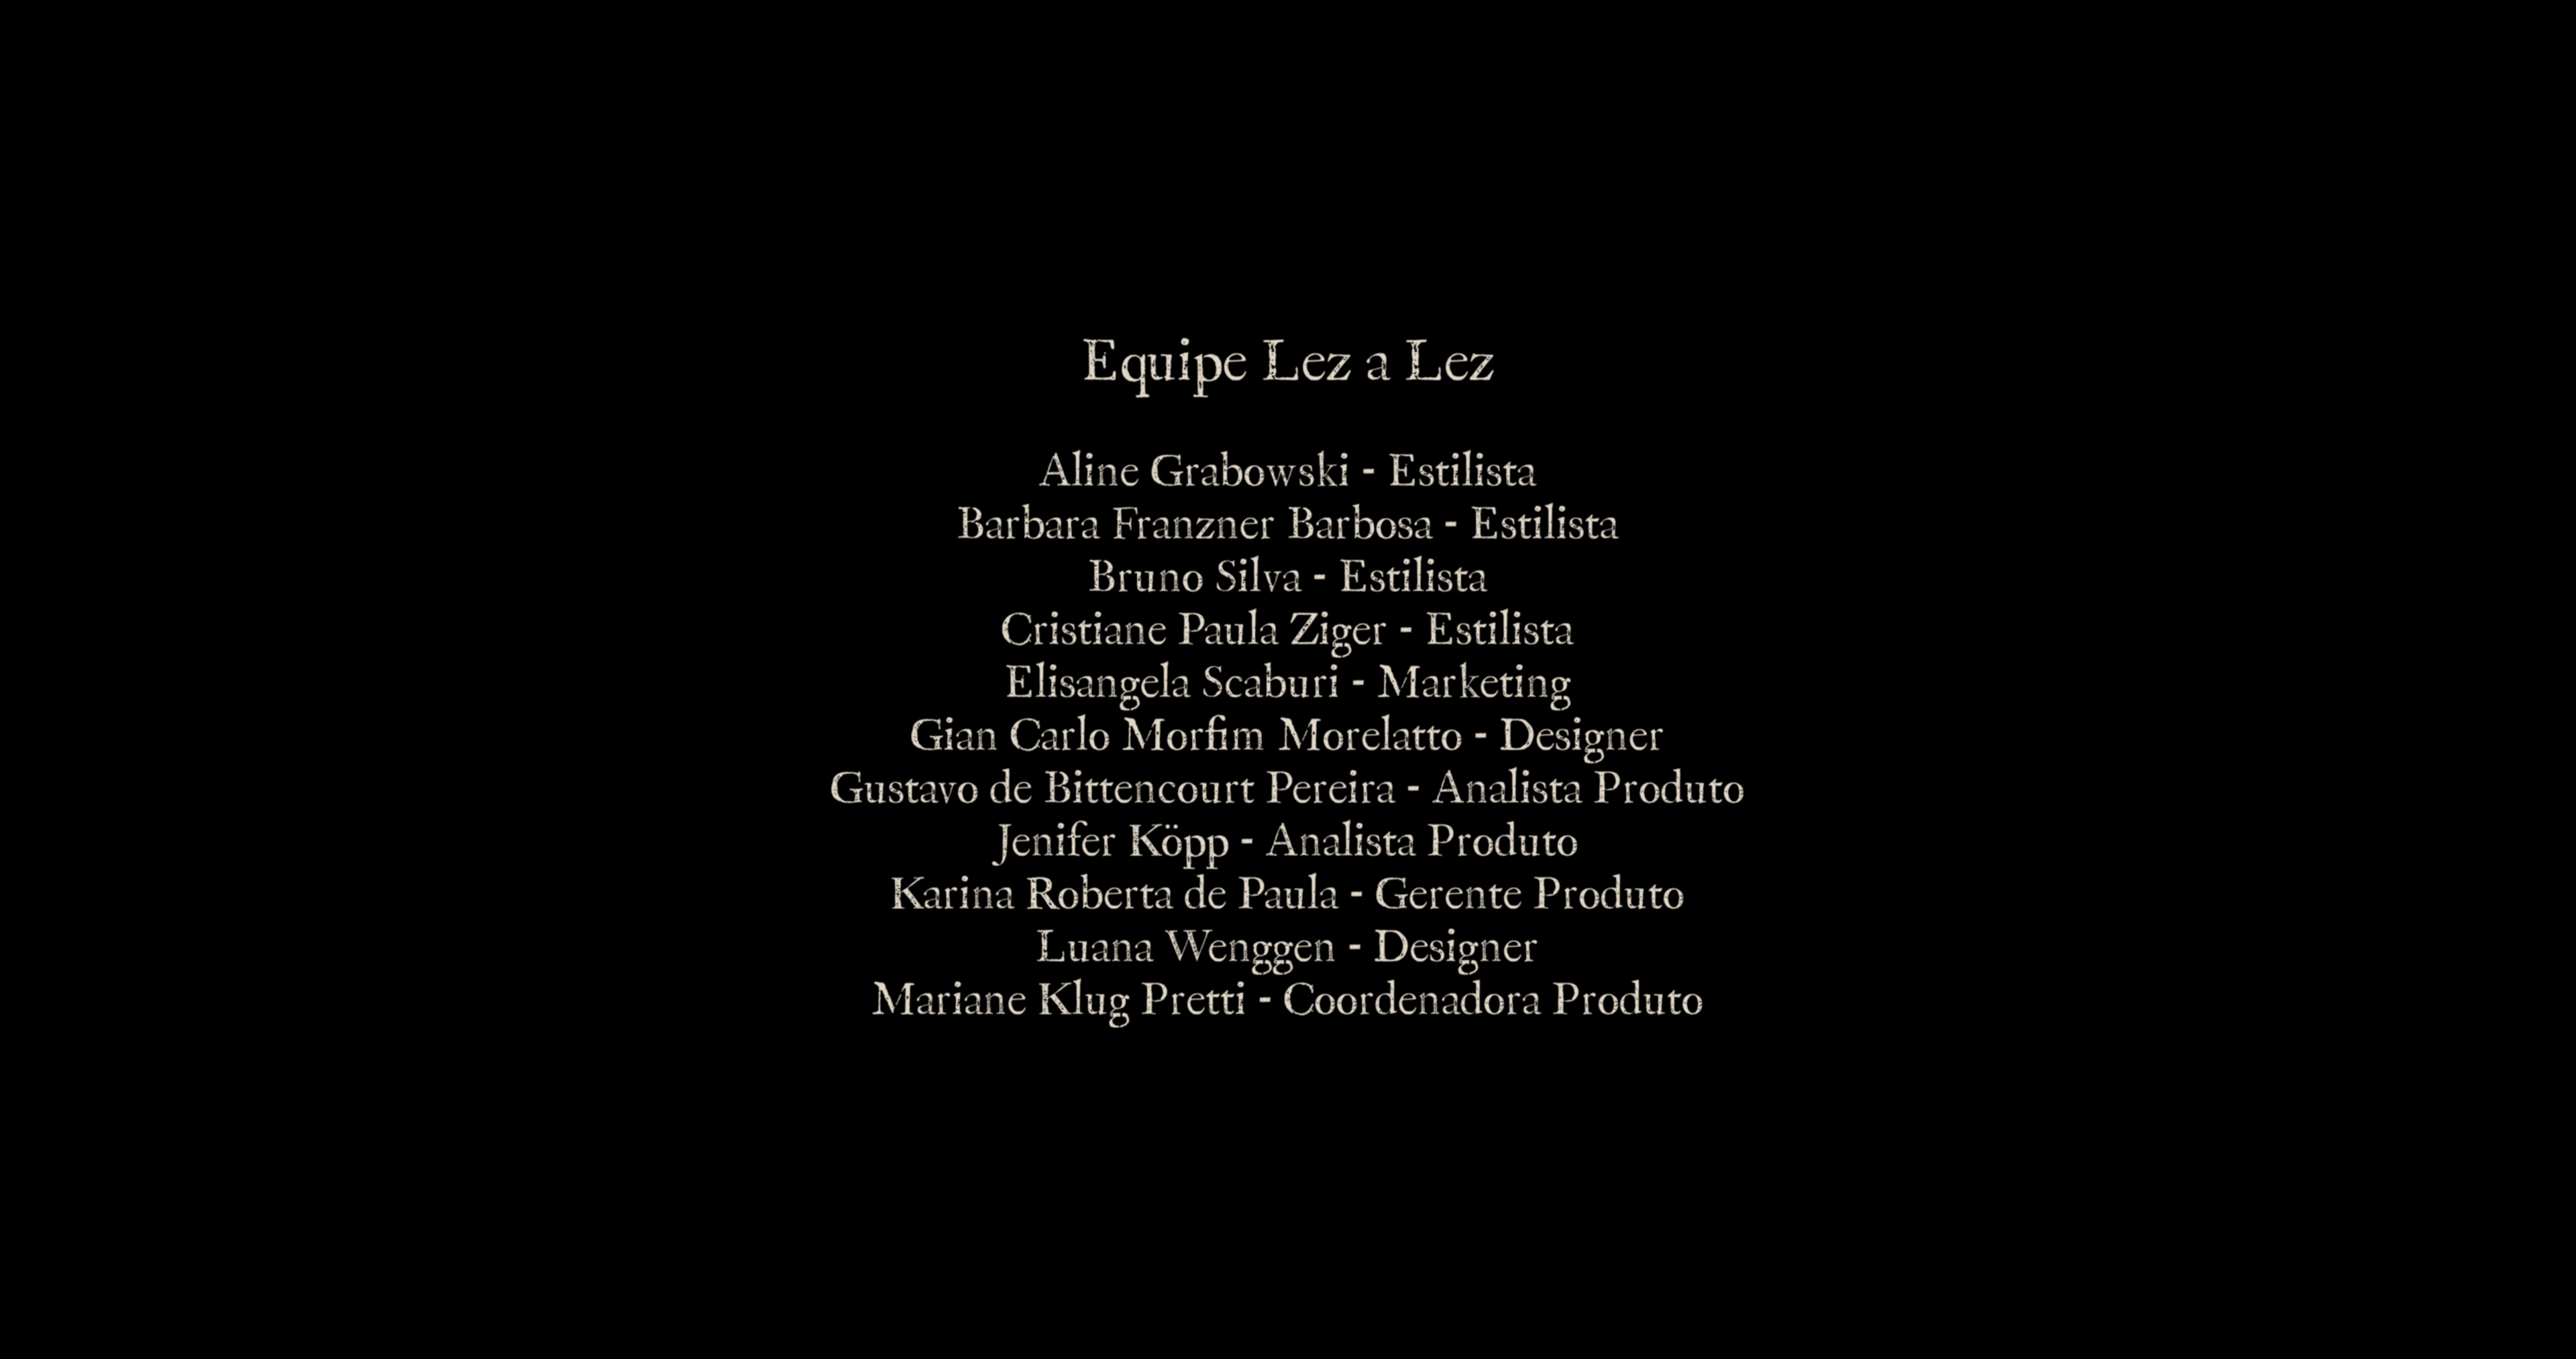 Equipe Lez a Lez
Aline Grabowski - Estilista
Barbara Franzner Barbosa - Estilista
Bruno Silva - Estilista
Cristiane Paula Ziger - Estilista
Elisangela Scaburi - Marketing
Gian Carlo Morfim Morelatto - Designer
Gustavo de Bittencourt Pereira - Analista Produto
Jenifer Köpp - Analista Produto
Karina Roberta de Paula - Gerente Produto
Luana Wenggen - Designer
Mariane Klug Pretti - Coordenadora Produto